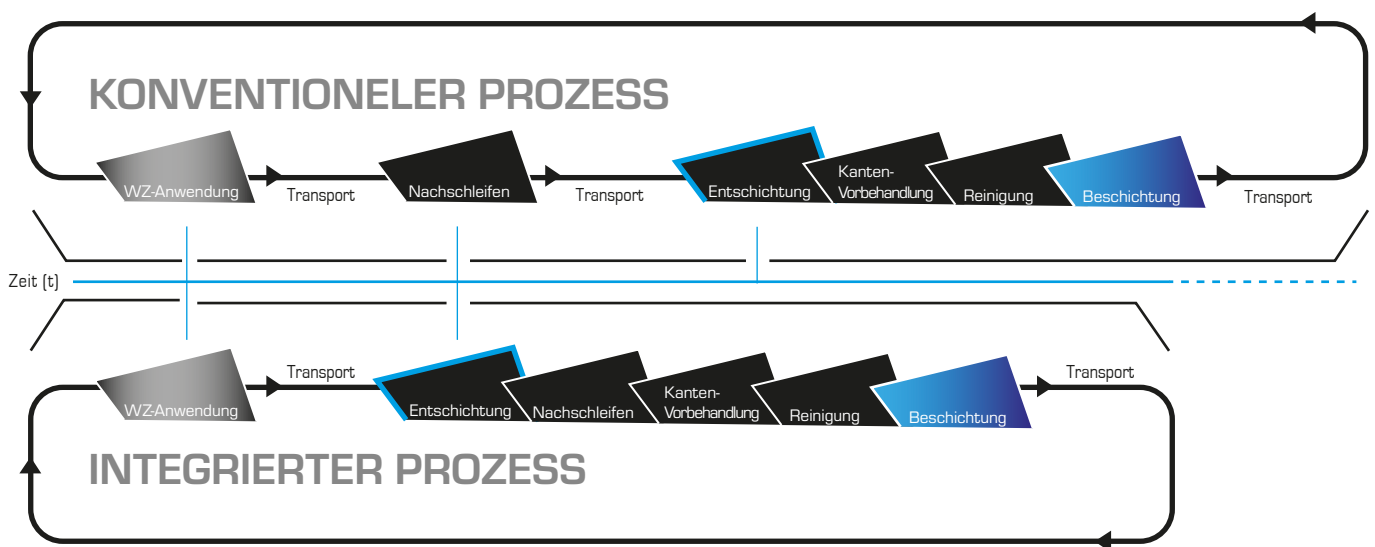 KONVENTIONELER PROZESS
WZ-Anwendung
Transport
Nachschleifen
Transport
Entschichtung
Kanten-
Vorbehandlung
Reinigung
Beschichtung
Transport
Zeit (t)
WZ-Anwendung
Transport
Entschichtung
Nachschleifen
Kanten-
Vorbehandlung
Reinigung
Beschichtung
Transport
INTEGRIERTER PROZESS